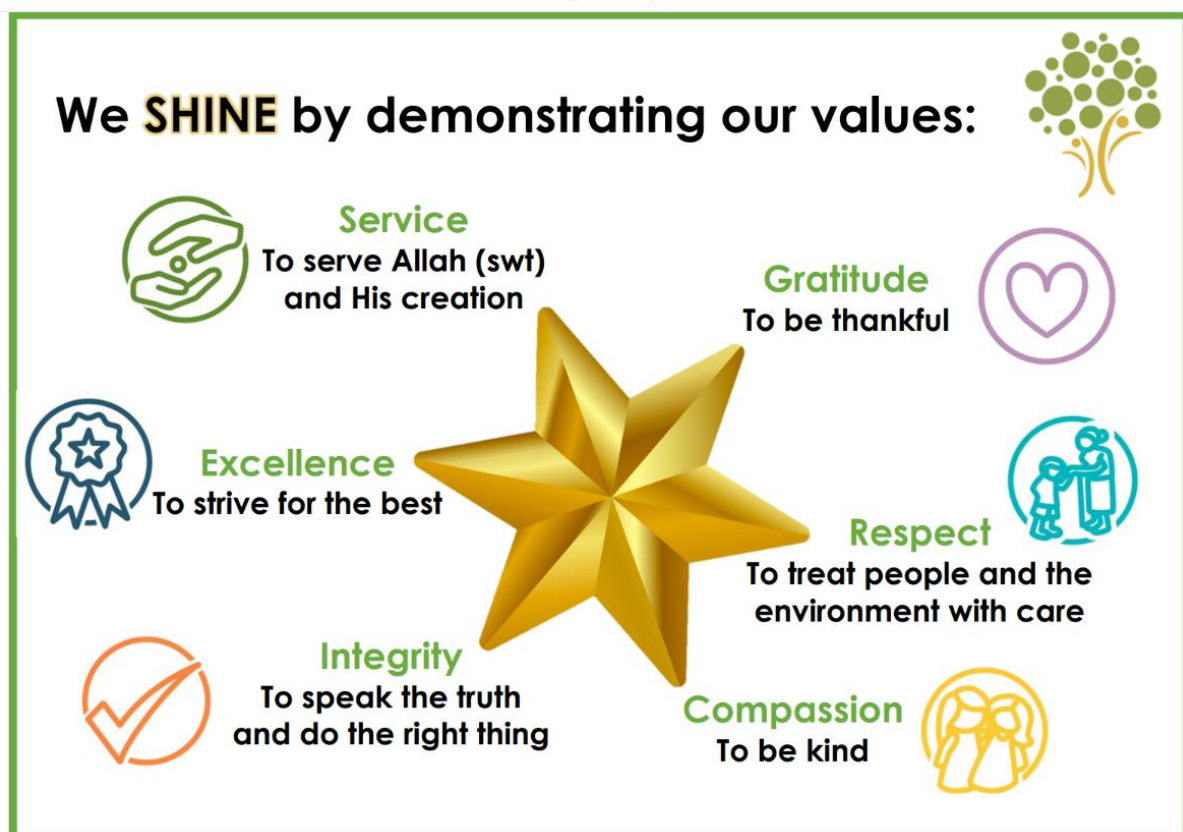 We SHINE by demonstrating our values:
Service
To serve Allah (swt)
and His creation
Gratitude
To be thankful
Excellence
To strive for the best
Respect
To treat people and the
environment with care
Integrity
To speak the truth
and do the right thing
Compassion
To be kind